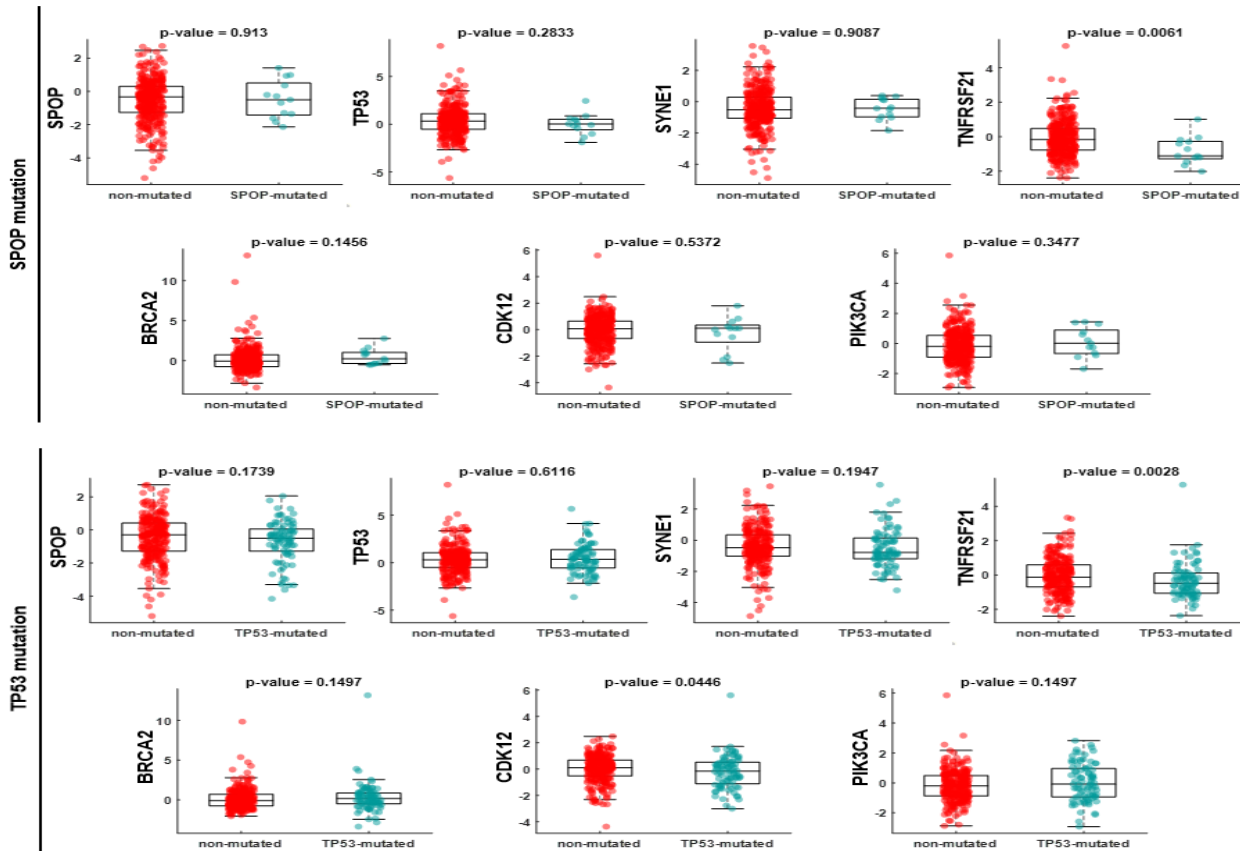 SPOP mutation
p-value = 0.913
SPOP
2
0
-2
-4
non-mutated
SPOP-mutated
p-value = 0.2833
TP53
5
0
-5
non-mutated
SPOP-mutated
p-value = 0.9087
SYNE1
2
0
-2
-4
non-mutated
SPOP-mutated
p-value = 0.0061
TNFRSF21
4
2
0
-2
non-mutated
SPOP-mutated
p-value = 0.1456
BRCA2
10
5
0
non-mutated
SPOP-mutated
p-value = 0.5372
CDK12
6
4
2
0
-2
-4
non-mutated
SPOP-mutated
p-value = 0.3477
PIK3CA
6
4
2
0
-2
non-mutated
SPOP-mutated
TP53 mutation
p-value = 0.1739
SPOP
2
0
-2
-4
non-mutated
TP53-mutated
p-value = 0.6116
TP53
5
0
-5
non-mutated
TP53-mutated
p-value = 0.1947
SYNE1
2
0
-2
-4
non-mutated
TP53-mutated
p-value = 0.0028
TNFRSF21
4
2
0
-2
non-mutated
TP53-mutated
p-value = 0.1497
BRCA2
10
5
0
non-mutated
TP53-mutated
p-value = 0.0446
CDK12
6
4
2
0
-2
-4
non-mutated
TP53-mutated
p-value = 0.1497
PIK3CA
6
4
2
0
-2
non-mutated
TP53-mutated